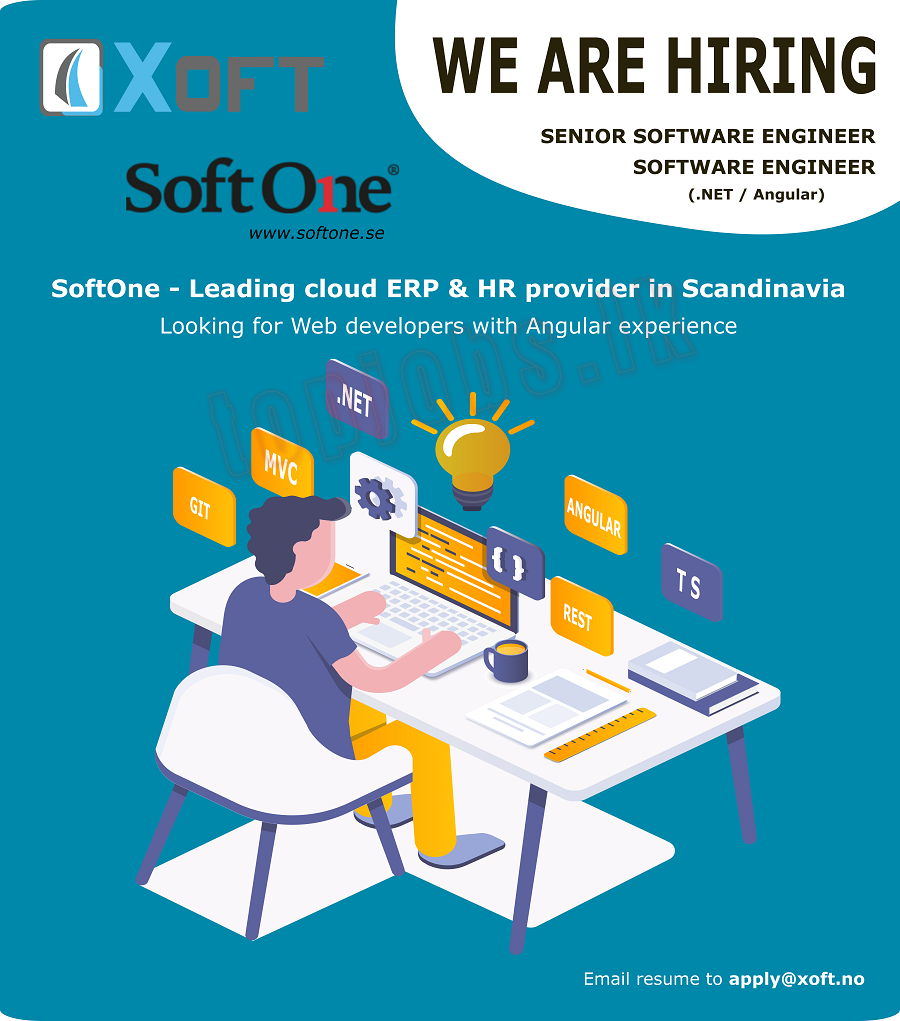 XOFT
WE ARE HIRING
SENIOR SOFTWARE ENGINEER
SOFTWARE ENGINEER
(.NET / Angular)
SoftOne®
www.softone.se
SoftOne - Leading cloud ERP & HR provider in Scandinavia
Looking for Web developers with Angular experience
topjobs.lk
.NET
MVC
GIT
ANGULAR
{ }
TS
REST
Email resume to apply@xoft.no